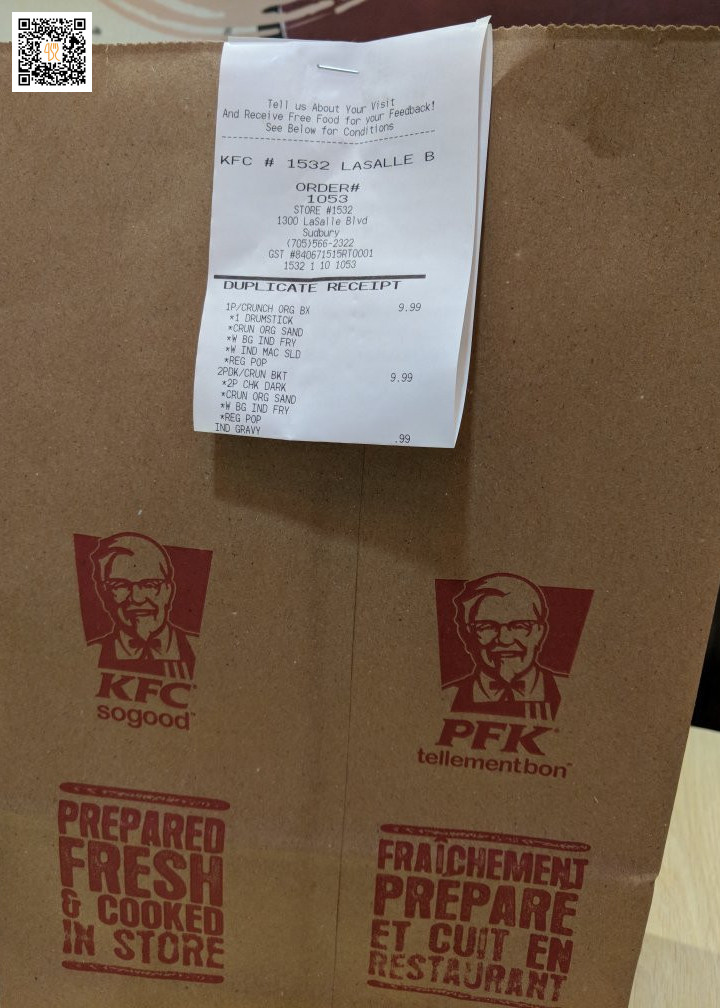 Tell us About Your Visit
And Receive Free Food for your Feedback!
See Below for Conditions
KFC # 1532 LASALLE B
ORDER#
1053
STORE #1532
1300 LaSalle Blvd
Sudbury
(705)566-2322
GST #840671515RT0001
1532 1 10 1053
DUPLICATE RECEIPT
1P/CRUNCH ORG BX 9.99
*1 DRUMSTICK
*CRUN ORG SAND
*W BG IND FRY
*W IND MAC SLD
*REG POP
2PDK/CRUN BKT 9.99
*2P CHK DARK
*CRUN ORG SAND
*W BG IND FRY
*REG POP
IND GRAVY .99
KFC
sogood™
PREPARED
FRESH
& COOKED
IN STORE
PFK
tellementbon™
FRAÎCHEMENT
PRÉPARÉ
ET CUIT EN
RESTAURANT